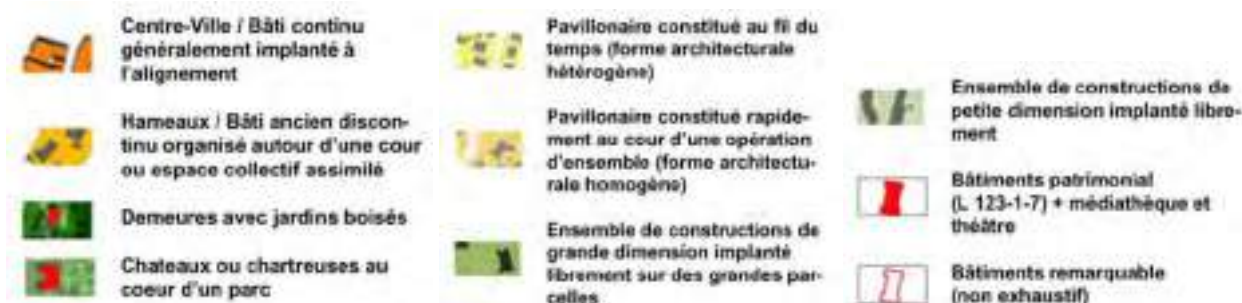 Centre-Ville / Bâti continu
généralement implanté à
l'alignement
Hameaux / Bâti ancien discon-
tinu organisé autour d'une cour
ou espace collectif assimilé
Demeures avec jardins boisés
Chateaux ou chartreuses au
coeur d'un parc
Pavillonaire constitué au fil du
temps (forme architecturale
hétérogène)
Pavillonaire constitué rapide-
ment au cour d'une opération
d'ensemble (forme architectu-
rale homogène)
Ensemble de constructions de
grande dimension implanté
librement sur des grandes par-
celles
Ensemble de constructions de
petite dimension implanté libre-
ment
Bâtiments patrimonial
(L 123-1-7) + médiathèque et
théâtre
Bâtiments remarquable
(non exhaustif)